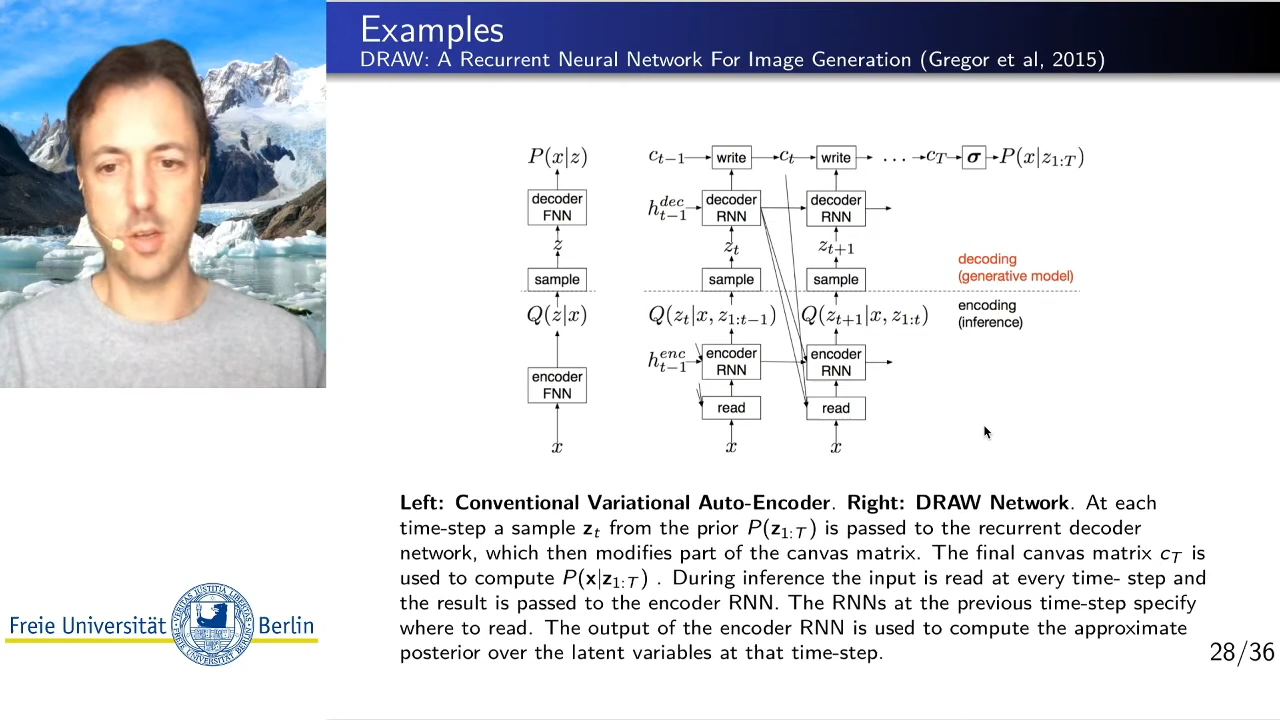 Examples
DRAW: A Recurrent Neural Network For Image Generation (Gregor et al, 2015)
P(x|z)
decoder
FNN
z
sample
Q(z|x)
encoder
FNN
x
c_{t−1} write c_t write ... c_T σ P(x|z_{1:T})
h_{t−1}^{dec} decoder RNN decoder RNN
z_t z_{t+1}
sample sample
decoding
(generative model)
Q(z_t|x, z_{1:t−1}) Q(z_{t+1}|x, z_{1:t})
encoding
(inference)
h_{t−1}^{enc} encoder RNN encoder RNN
read read
x x
Left: Conventional Variational Auto-Encoder. Right: DRAW Network. At each
time-step a sample z_t from the prior P(z_{1:T}) is passed to the recurrent decoder
network, which then modifies part of the canvas matrix. The final canvas matrix c_T is
used to compute P(x|z_{1:T}) . During inference the input is read at every time- step and
the result is passed to the encoder RNN. The RNNs at the previous time-step specify
where to read. The output of the encoder RNN is used to compute the approximate
posterior over the latent variables at that time-step.
Freie Universität Berlin
28/36